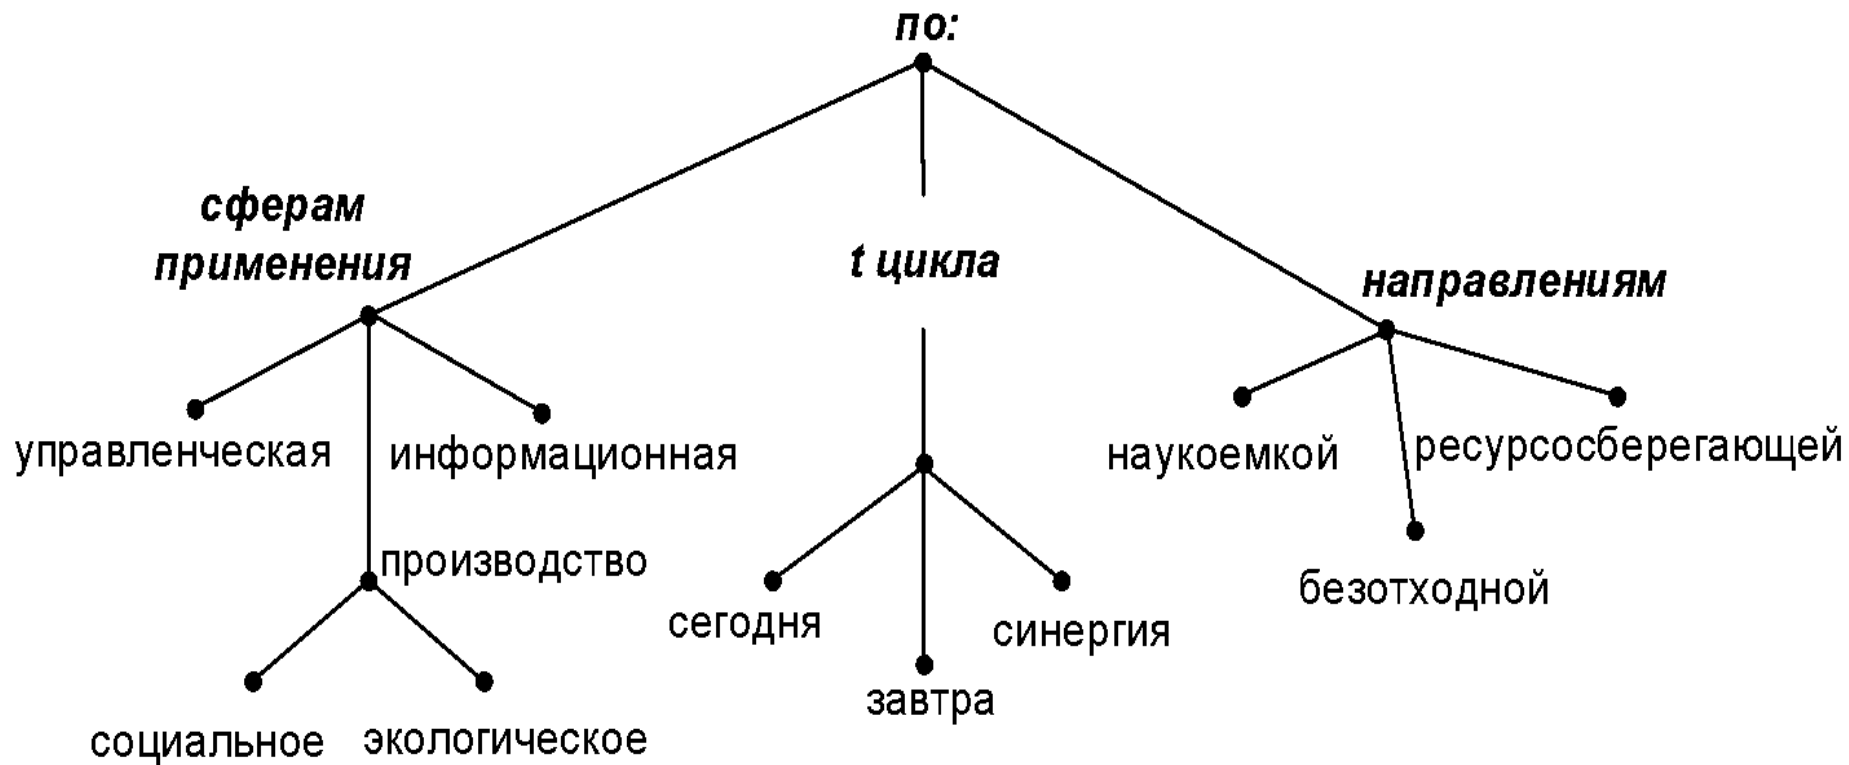 по:
сферам
применения
t цикла
направлениям
управленческая
информационная
наукоемкой
ресурсосберегающей
производство
безотходной
сегодня
синергия
завтра
социальное
экологическое